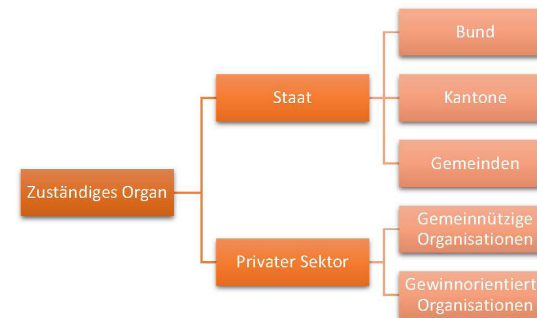 Bund
Staat
Kantone
Gemeinden
Zuständiges Organ
Gemeinnützige
Organisationen
Privater Sektor
Gewinnorientiert
Organisationen